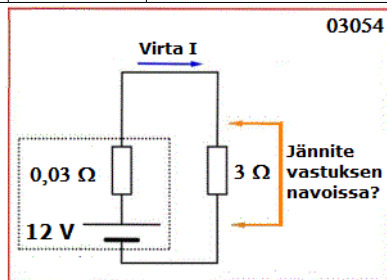 03054
Virta I
0,03 Ω
3 Ω
Jännite
vastuksen
navoissa?
12 V